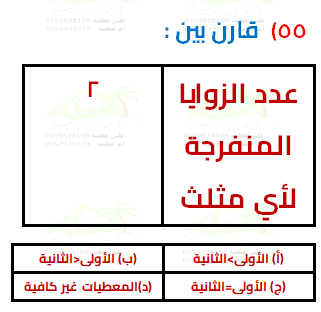 ٥٥) قارن بين :
عدد الزوايا
المنفرجة
لأي مثلث
٢
(أ) الأولى>الثانية
(ب) الأولى<الثانية
(ج) الأولى=الثانية
(د)المعطيات غير كافية